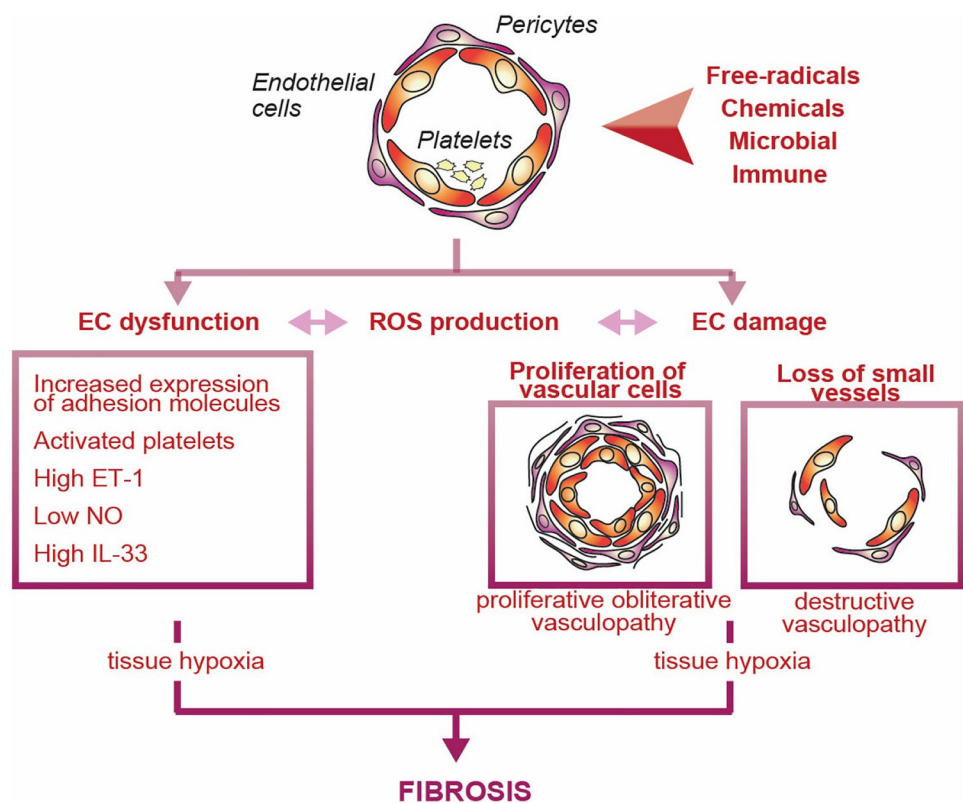 Pericytes
Endothelial
cells
Platelets
Free-radicals
Chemicals
Microbial
Immune
EC dysfunction
ROS production
EC damage
Increased expression
of adhesion molecules
Activated platelets
High ET-1
Low NO
High IL-33
Proliferation of
vascular cells
proliferative obliterative
vasculopathy
Loss of small
vessels
destructive
vasculopathy
tissue hypoxia
tissue hypoxia
FIBROSIS